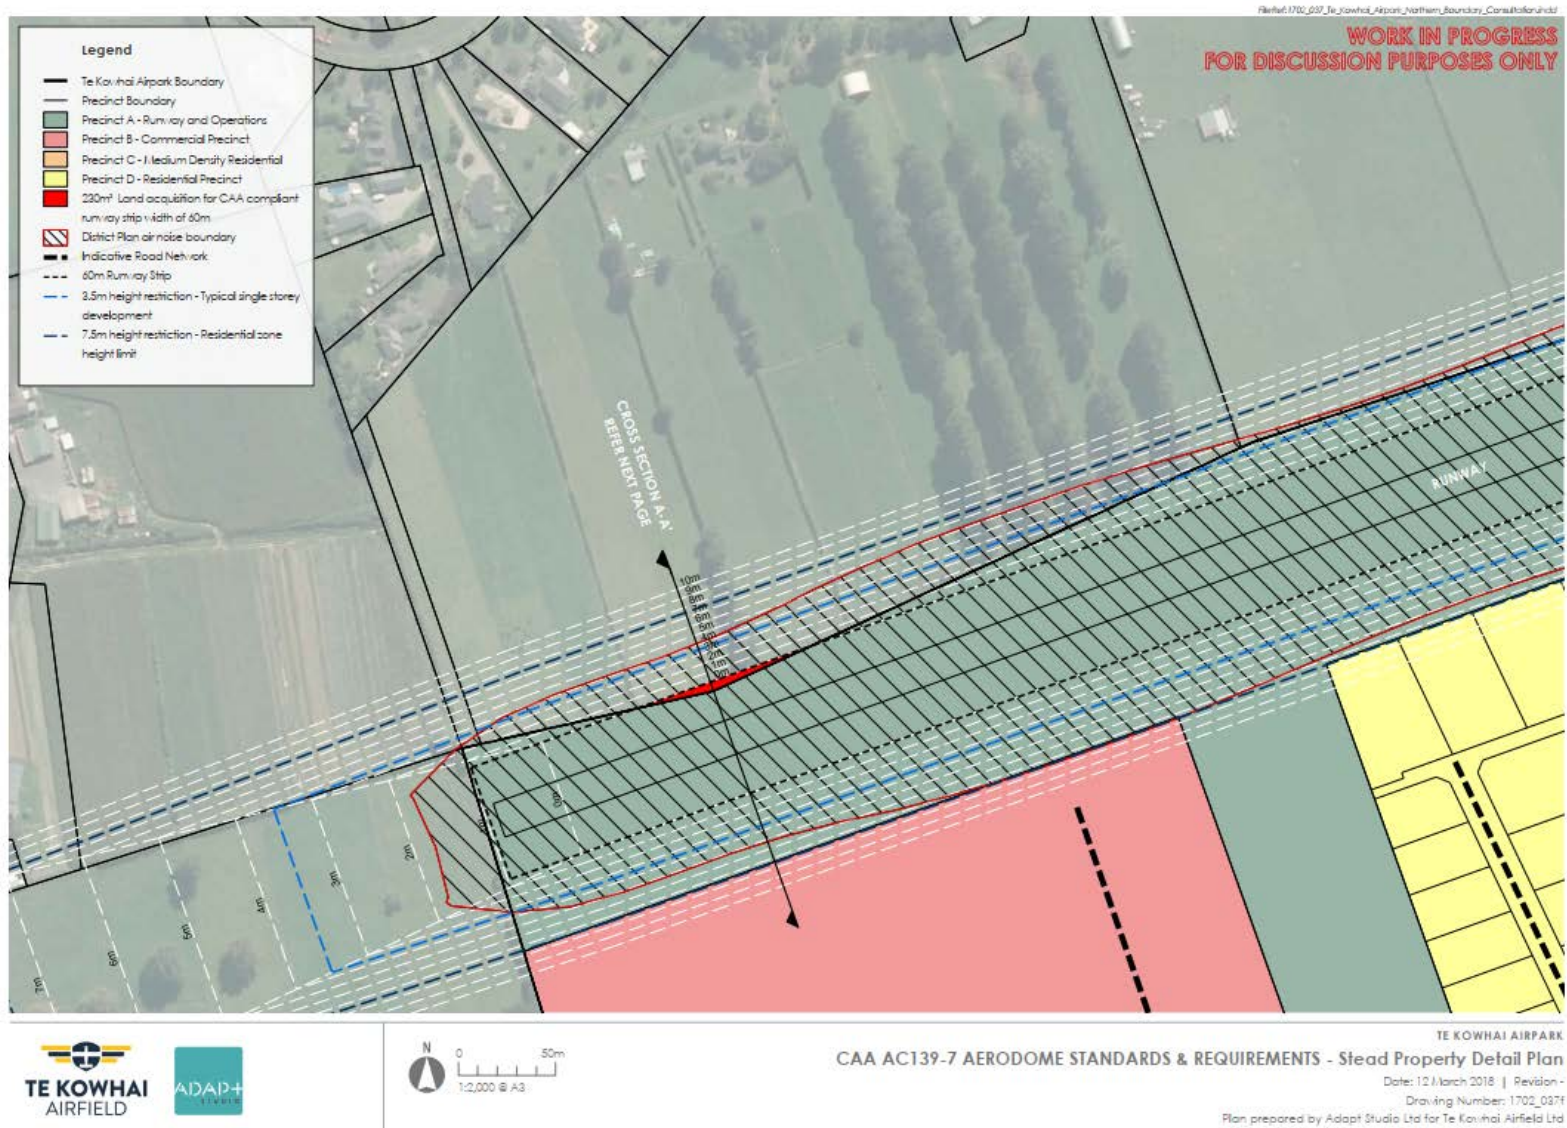 FileRef:1702_037_Te_Kowhai_Airpark_Northern_Boundary_Consultation.indd
WORK IN PROGRESS
FOR DISCUSSION PURPOSES ONLY
Legend
Te Kowhai Airpark Boundary
Precinct Boundary
Precinct A - Runway and Operations
Precinct B - Commercial Precinct
Precinct C - Medium Density Residential
Precinct D - Residential Precinct
230m² Land acquisition for CAA compliant
runway strip width of 60m
District Plan air noise boundary
Indicative Road Network
60m Runway Strip
3.5m height restriction - Typical single storey
development
7.5m height restriction - Residential zone
height limit
CROSS SECTION A-A'
REFER NEXT PAGE
RUNWAY
10m
9m
8m
7m
6m
5m
4m
3m
2m
1m
0m
0m
2m
3m
4m
5m
6m
7m
TE KOWHAI
AIRFIELD
ADAPT
STUDIO
N
0 50m
1:2,000 @ A3
TE KOWHAI AIRPARK
CAA AC139-7 AERODOME STANDARDS & REQUIREMENTS - Stead Property Detail Plan
Date: 12 March 2018 | Revision -
Drawing Number: 1702_037f
Plan prepared by Adapt Studio Ltd for Te Kowhai Airfield Ltd